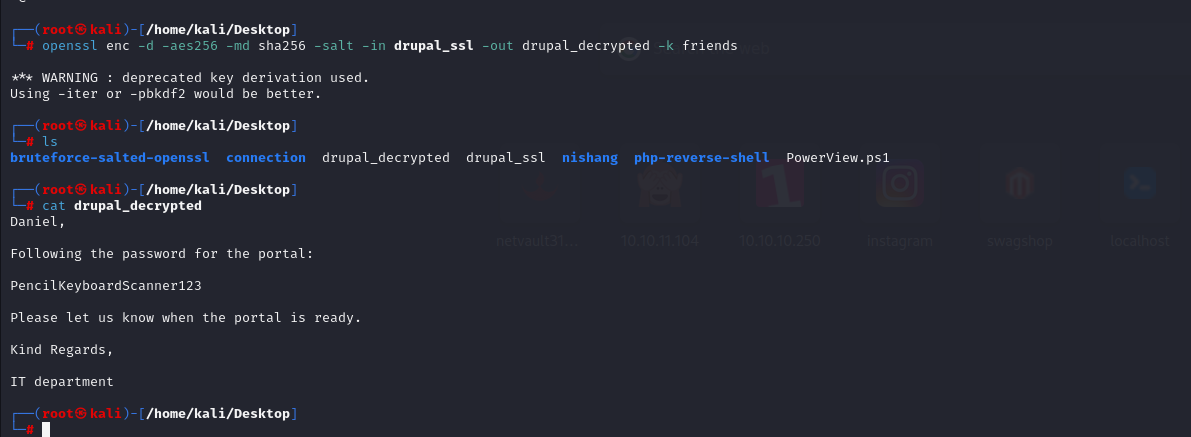 ┌──(root㉿kali)-[/home/kali/Desktop]
└─# openssl enc -d -aes256 -md sha256 -salt -in drupal_ssl -out drupal_decrypted -k friends
*** WARNING : deprecated key derivation used.
Using -iter or -pbkdf2 would be better.
┌──(root㉿kali)-[/home/kali/Desktop]
└─# ls
bruteforce-salted-openssl connection drupal_decrypted drupal_ssl nishang php-reverse-shell PowerView.ps1
┌──(root㉿kali)-[/home/kali/Desktop]
└─# cat drupal_decrypted
Daniel,
Following the password for the portal:
PencilKeyboardScanner123
Please let us know when the portal is ready.
Kind Regards,
IT department
┌──(root㉿kali)-[/home/kali/Desktop]
└─#
netvault31... 10.10.11.104 10.10.10.250 instagram swagshop localhost